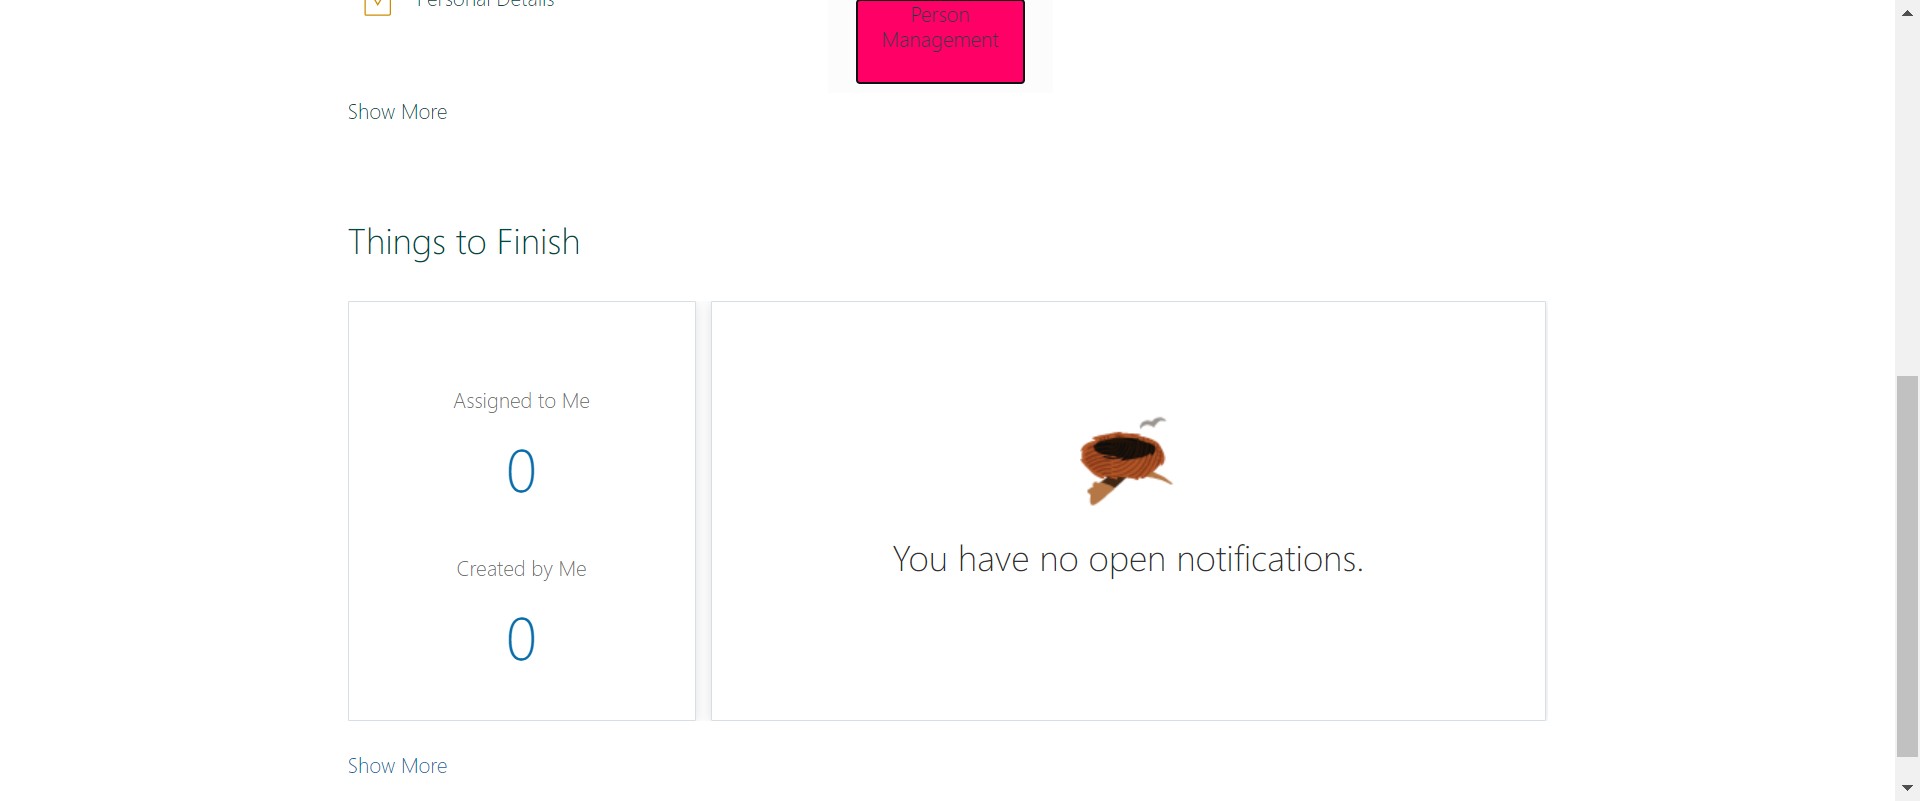 Personal Details
Person
Management
Show More
Things to Finish
Assigned to Me
0
Created by Me
0
You have no open notifications.
Show More